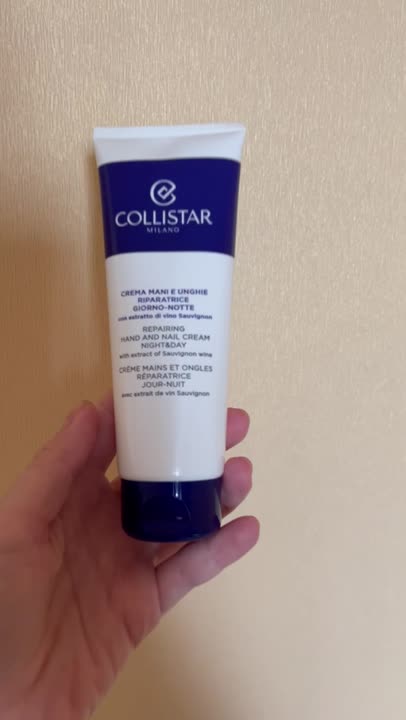 COLLISTAR
MILANO
CREMA MANI E UNGHIE
RIPARATRICE
GIORNO-NOTTE
con estratto di vino Sauvignon
REPAIRING
HAND AND NAIL CREAM
NIGHT&DAY
with extract of Sauvignon wine
CRÈME MAINS ET ONGLES
RÉPARATRICE
JOUR-NUIT
avec extrait de vin Sauvignon